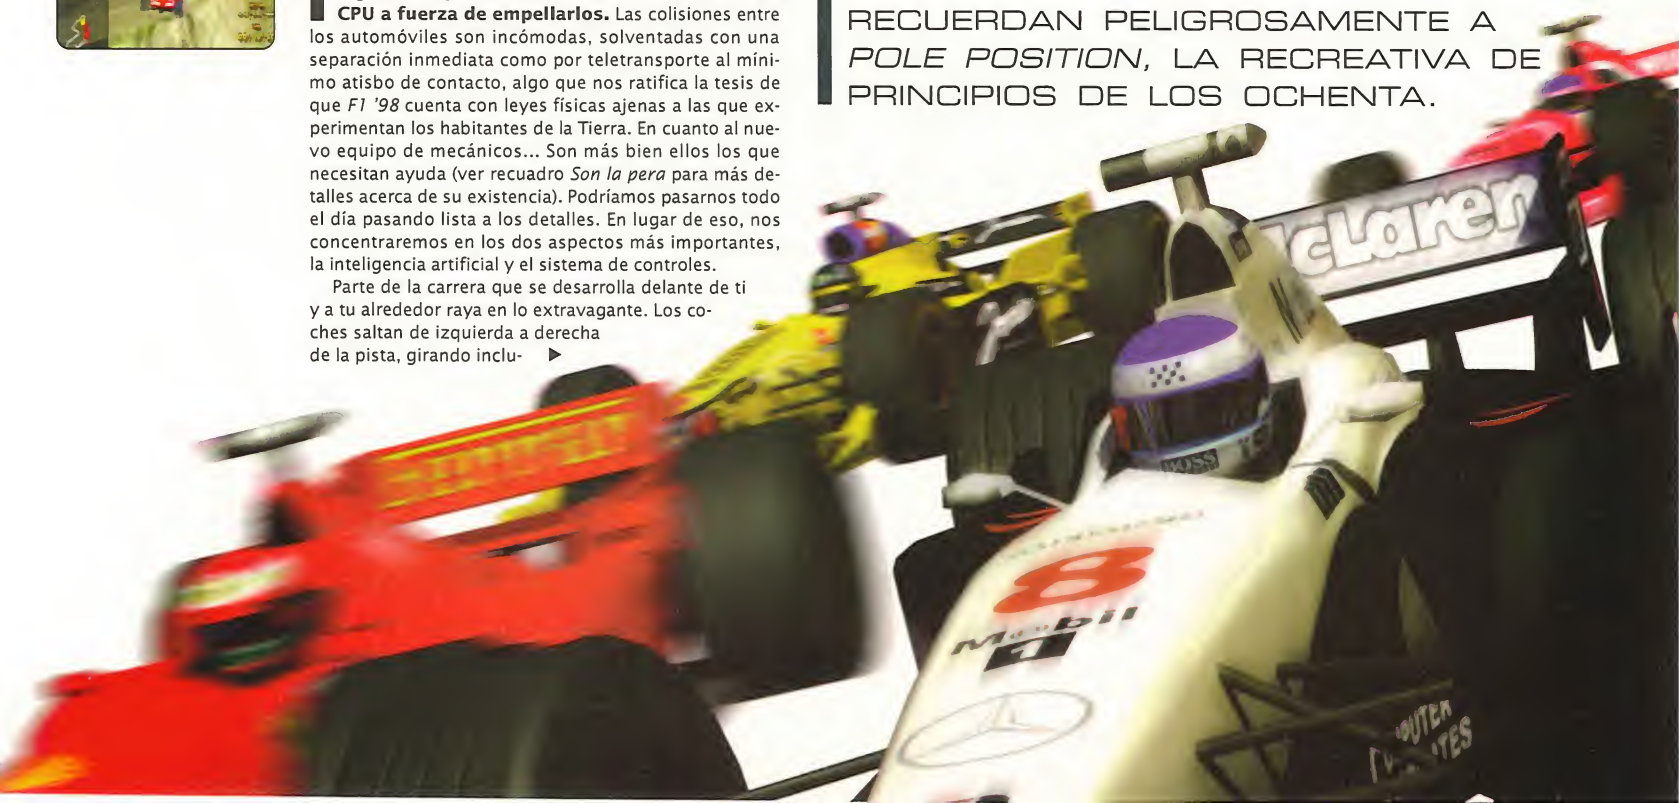 CPU a fuerza de empellarlos. Las colisiones entre
los automóviles son incómodas, solventadas con una
separación inmediata como por teletransporte al míni-
mo atisbo de contacto, algo que nos ratifica la tesis de
que F1 '98 cuenta con leyes físicas ajenas a las que ex-
perimentan los habitantes de la Tierra. En cuanto al nue-
vo equipo de mecánicos... Son más bien ellos los que
necesitan ayuda (ver recuadro Son la pera para más de-
talles acerca de su existencia). Podríamos pasarnos todo
el día pasando lista a los detalles. En lugar de eso, nos
concentraremos en los dos aspectos más importantes,
la inteligencia artificial y el sistema de controles.
Parte de la carrera que se desarrolla delante de ti
y a tu alrededor raya en lo extravagante. Los co-
ches saltan de izquierda a derecha
de la pista, girando inclu- ▶
RECUERDAN PELIGROSAMENTE A
POLE POSITION, LA RECREATIVA DE
PRINCIPIOS DE LOS OCHENTA.
cLaren
BOSS
8
Mobil
1